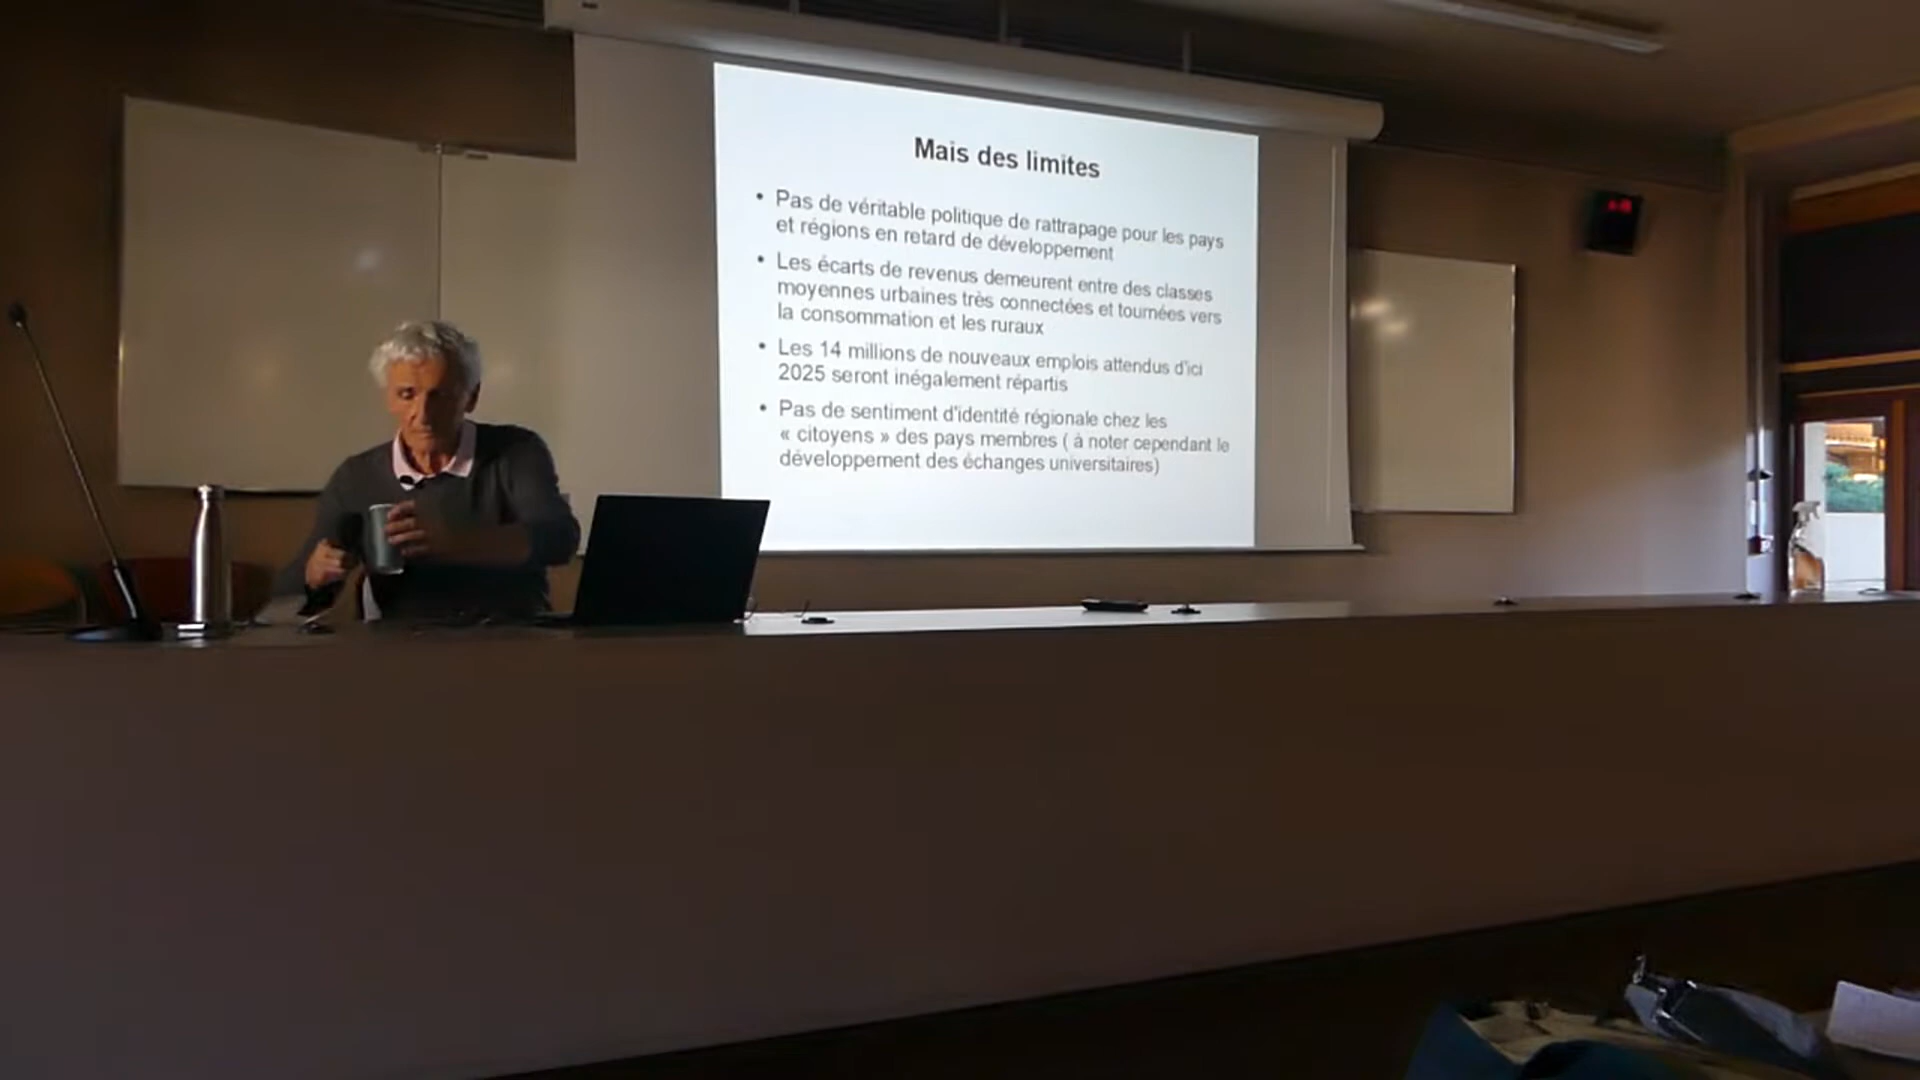 Mais des limites
• Pas de véritable politique de rattrapage pour les pays
et régions en retard de développement
• Les écarts de revenus demeurent entre des classes
moyennes urbaines très connectées et tournées vers
la consommation et les ruraux
• Les 14 millions de nouveaux emplois attendus d'ici
2025 seront inégalement répartis
• Pas de sentiment d'identité régionale chez les
« citoyens » des pays membres ( à noter cependant le
développement des échanges universitaires)